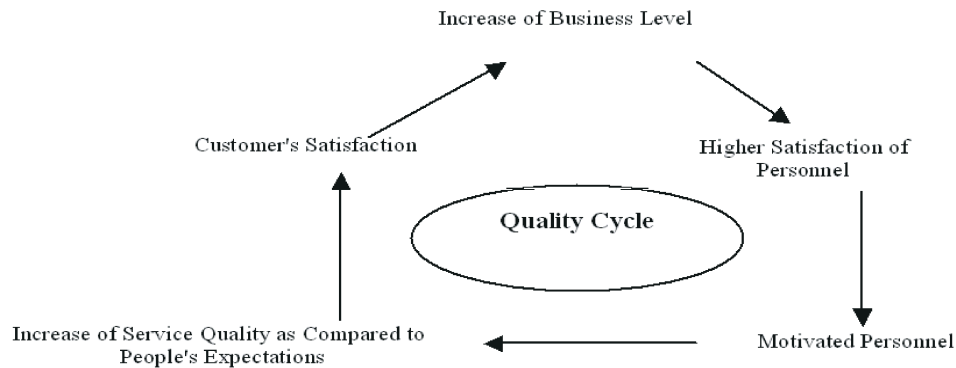 Increase of Business Level
Customer's Satisfaction
Higher Satisfaction of
Personnel
Quality Cycle
Increase of Service Quality as Compared to
People's Expectations
Motivated Personnel